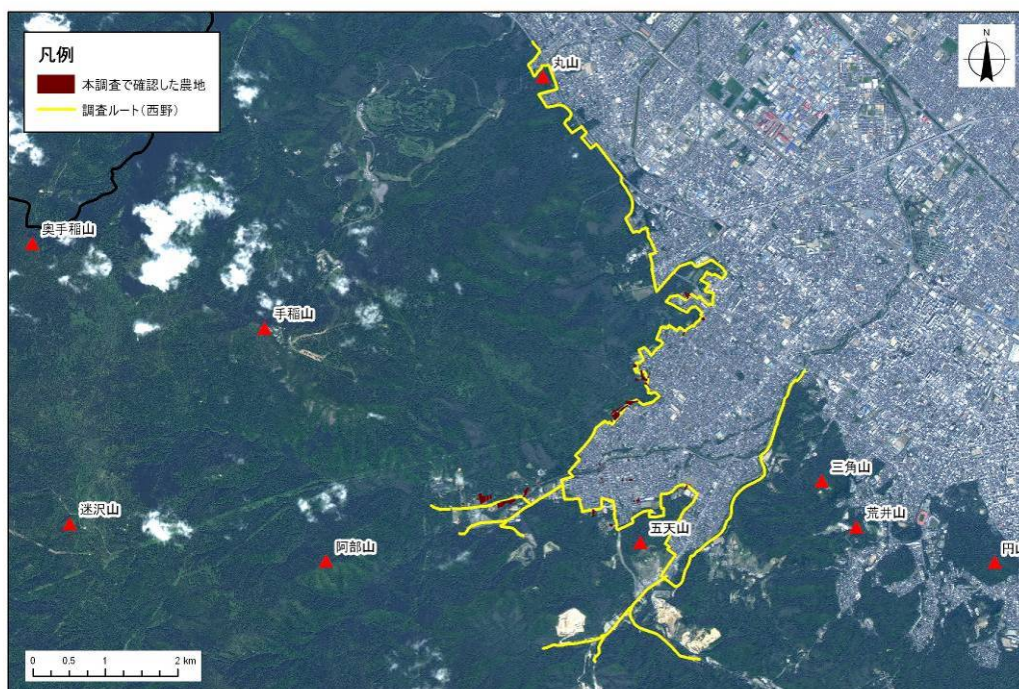 凡例
本調査で確認した農地
調査ルート(西野)
N
丸山
奥手稲山
手稲山
三角山
荒井山
迷沢山
阿部山
五天山
円山
0 0.5 1 2 km